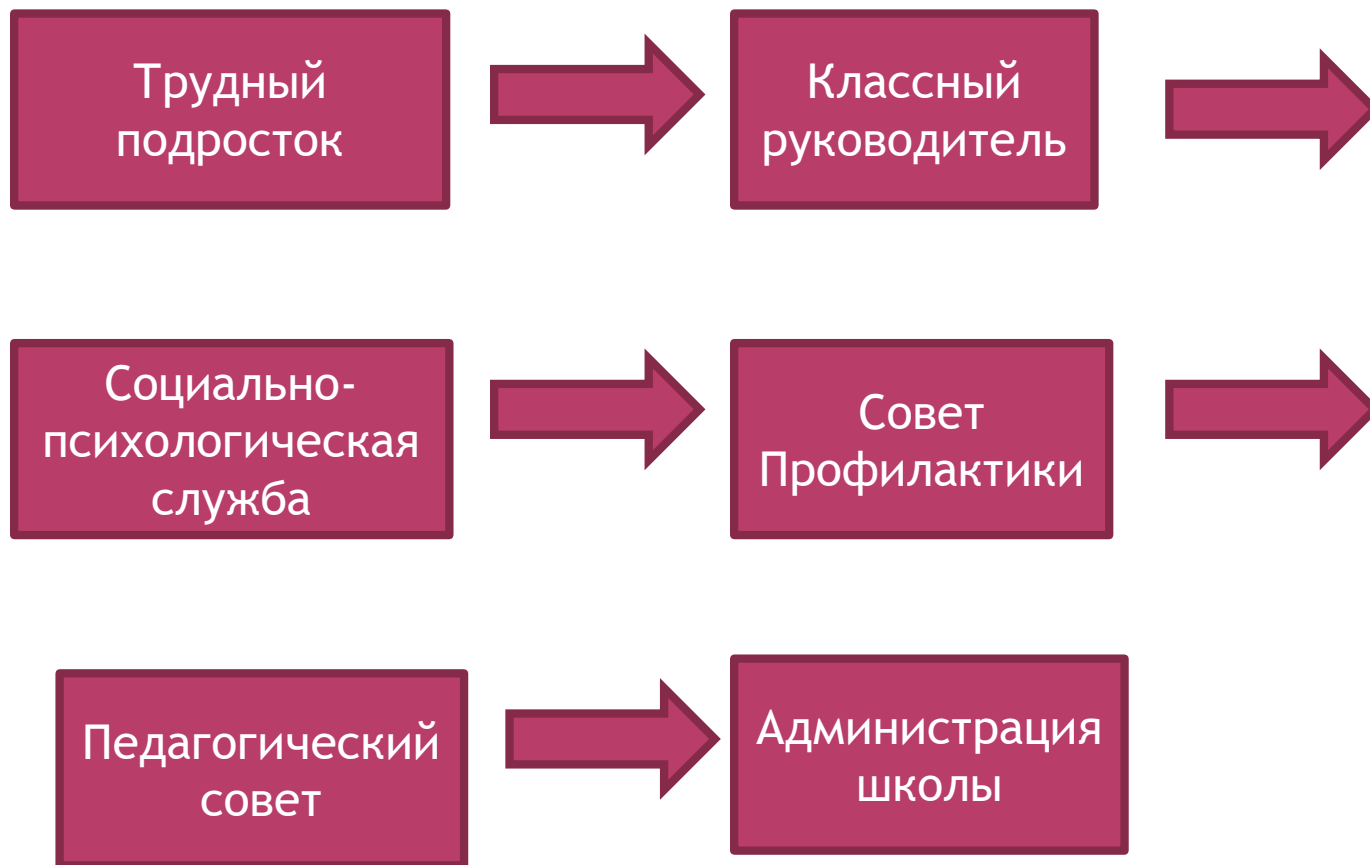 Трудный
подросток
Классный
руководитель
Социально-
психологическая
служба
Совет
Профилактики
Педагогический
совет
Администрация
школы